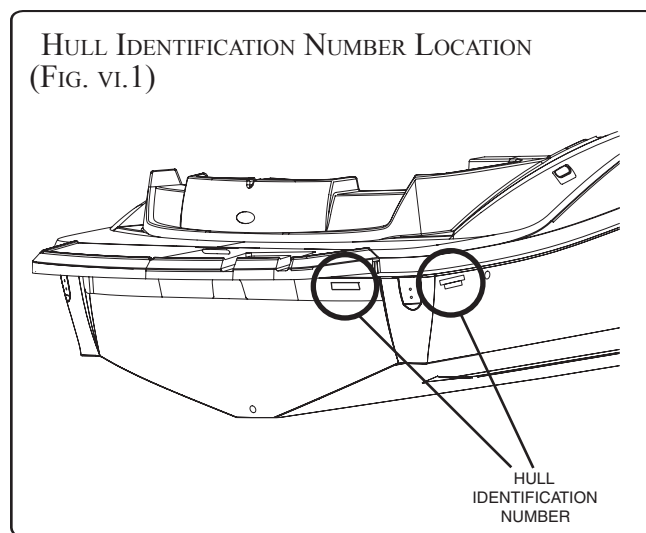 Hull Identification Number Location
(Fig. vi.1)
HULL
IDENTIFICATION
NUMBER